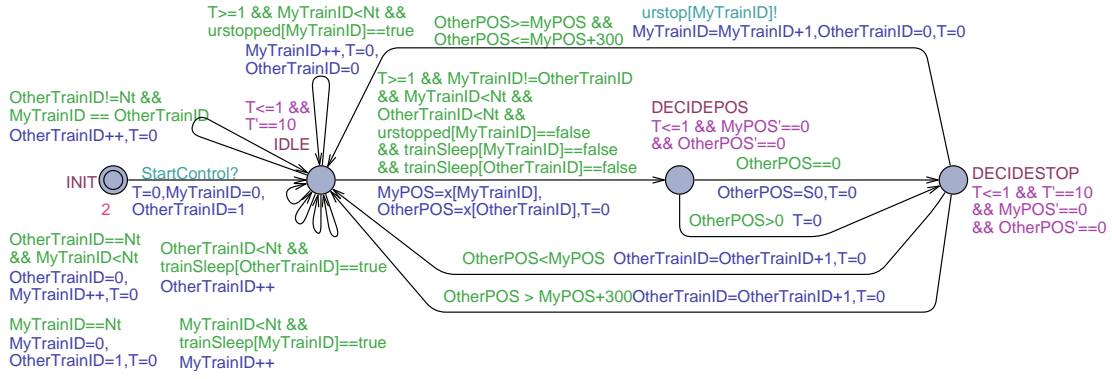 T>=1 && MyTrainID<Nt &&
urstopped[MyTrainID]==true
MyTrainID++,T=0,
OtherTrainID=0
OtherPOS>=MyPOS &&
OtherPOS<=MyPOS+300
urstop[MyTrainID]!
MyTrainID=MyTrainID+1,OtherTrainID=0,T=0
OtherTrainID!=Nt &&
MyTrainID == OtherTrainID
OtherTrainID++,T=0
T<=1 &&
T'==10
IDLE
T>=1 && MyTrainID!=OtherTrainID
&& MyTrainID<Nt &&
OtherTrainID<Nt &&
urstopped[MyTrainID]==false
&& trainSleep[MyTrainID]==false
&& trainSleep[OtherTrainID]==false
MyPOS=x[MyTrainID],
OtherPOS=x[OtherTrainID],T=0
DECIDEPOS
T<=1 && MyPOS'==0
&& OtherPOS'==0
OtherPOS==0
OtherPOS=S0,T=0
OtherPOS>0 T=0
DECIDESTOP
T<=1 && T'==10
&& MyPOS'==0
&& OtherPOS'==0
INIT
2
StartControl?
T=0,MyTrainID=0,
OtherTrainID=1
OtherTrainID==Nt
&& MyTrainID<Nt
OtherTrainID=0,
MyTrainID++,T=0
OtherTrainID<Nt &&
trainSleep[OtherTrainID]==true
OtherTrainID++
OtherPOS<MyPOS OtherTrainID=OtherTrainID+1,T=0
OtherPOS > MyPOS+300 OtherTrainID=OtherTrainID+1,T=0
MyTrainID==Nt
MyTrainID=0,
OtherTrainID=1,T=0
MyTrainID<Nt &&
trainSleep[MyTrainID]==true
MyTrainID++